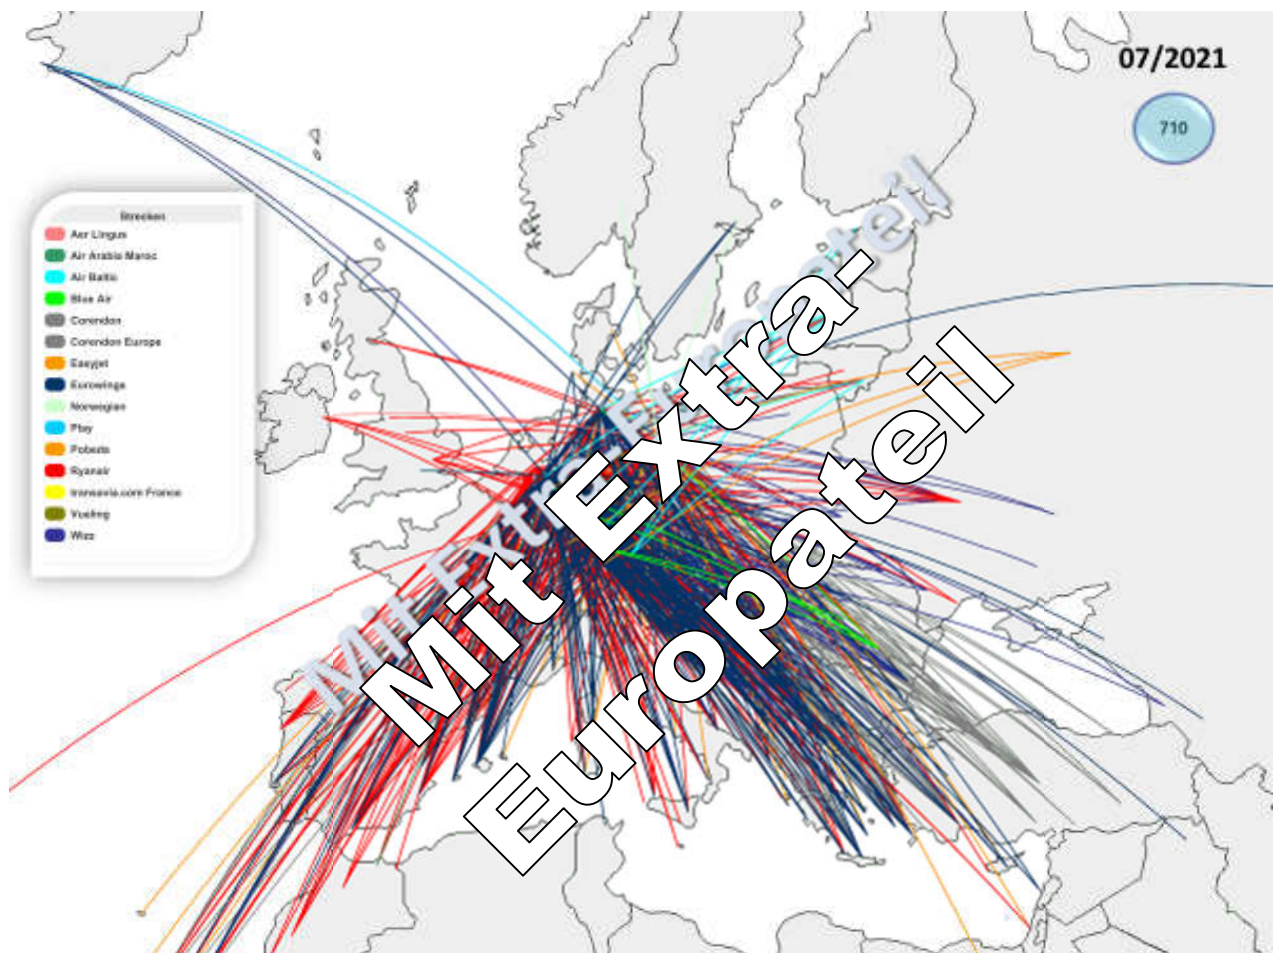 07/2021
710
Strecken
Aer Lingus
Air Arabia Maroc
Air Baltic
Blue Air
Corendon
Corendon Europe
Easyjet
Eurowings
Norwegian
Play
Pobeda
Ryanair
transavia.com France
Vueling
Wizz
Mit Extra-
Europateil